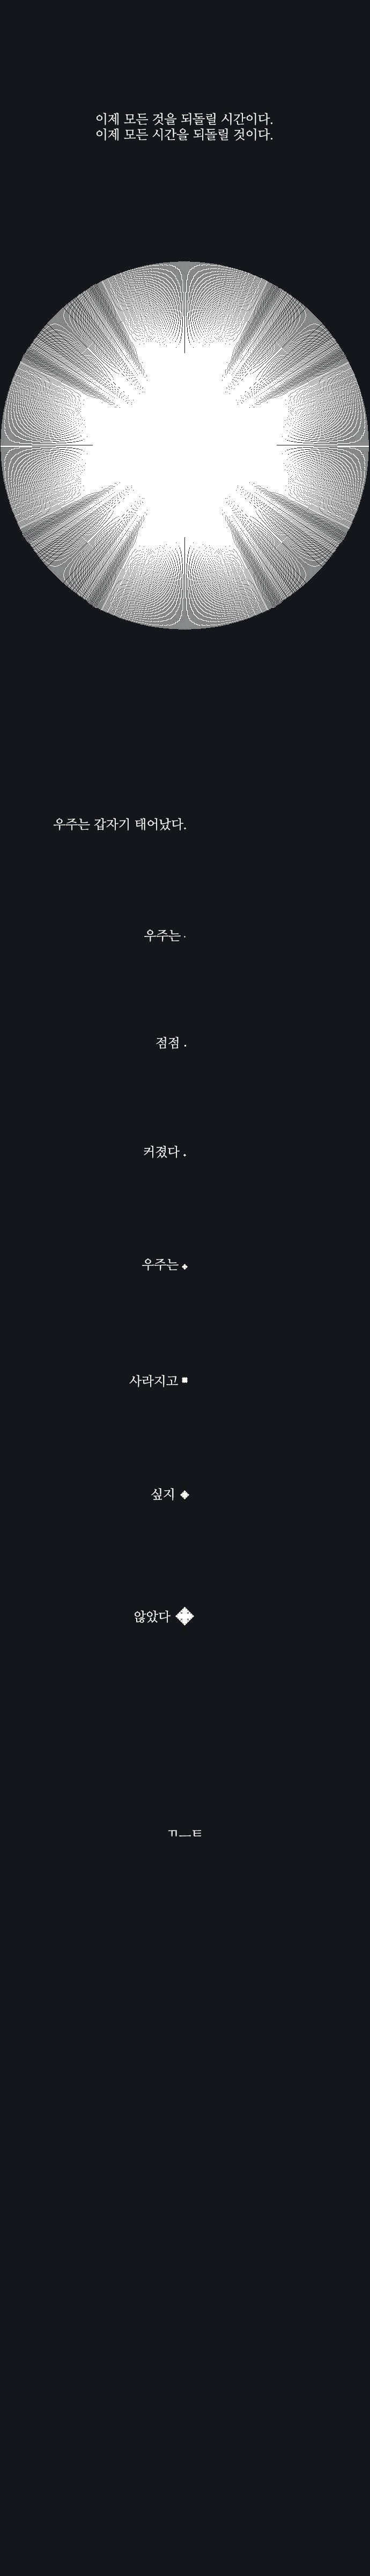 이제 모든 것을 되돌릴 시간이다.
이제 모든 시간을 되돌릴 것이다.
우주는 갑자기 태어났다.
우주는
점점
커졌다
우주는
사라지고
싶지
않았다
ㄲㅡㅌ